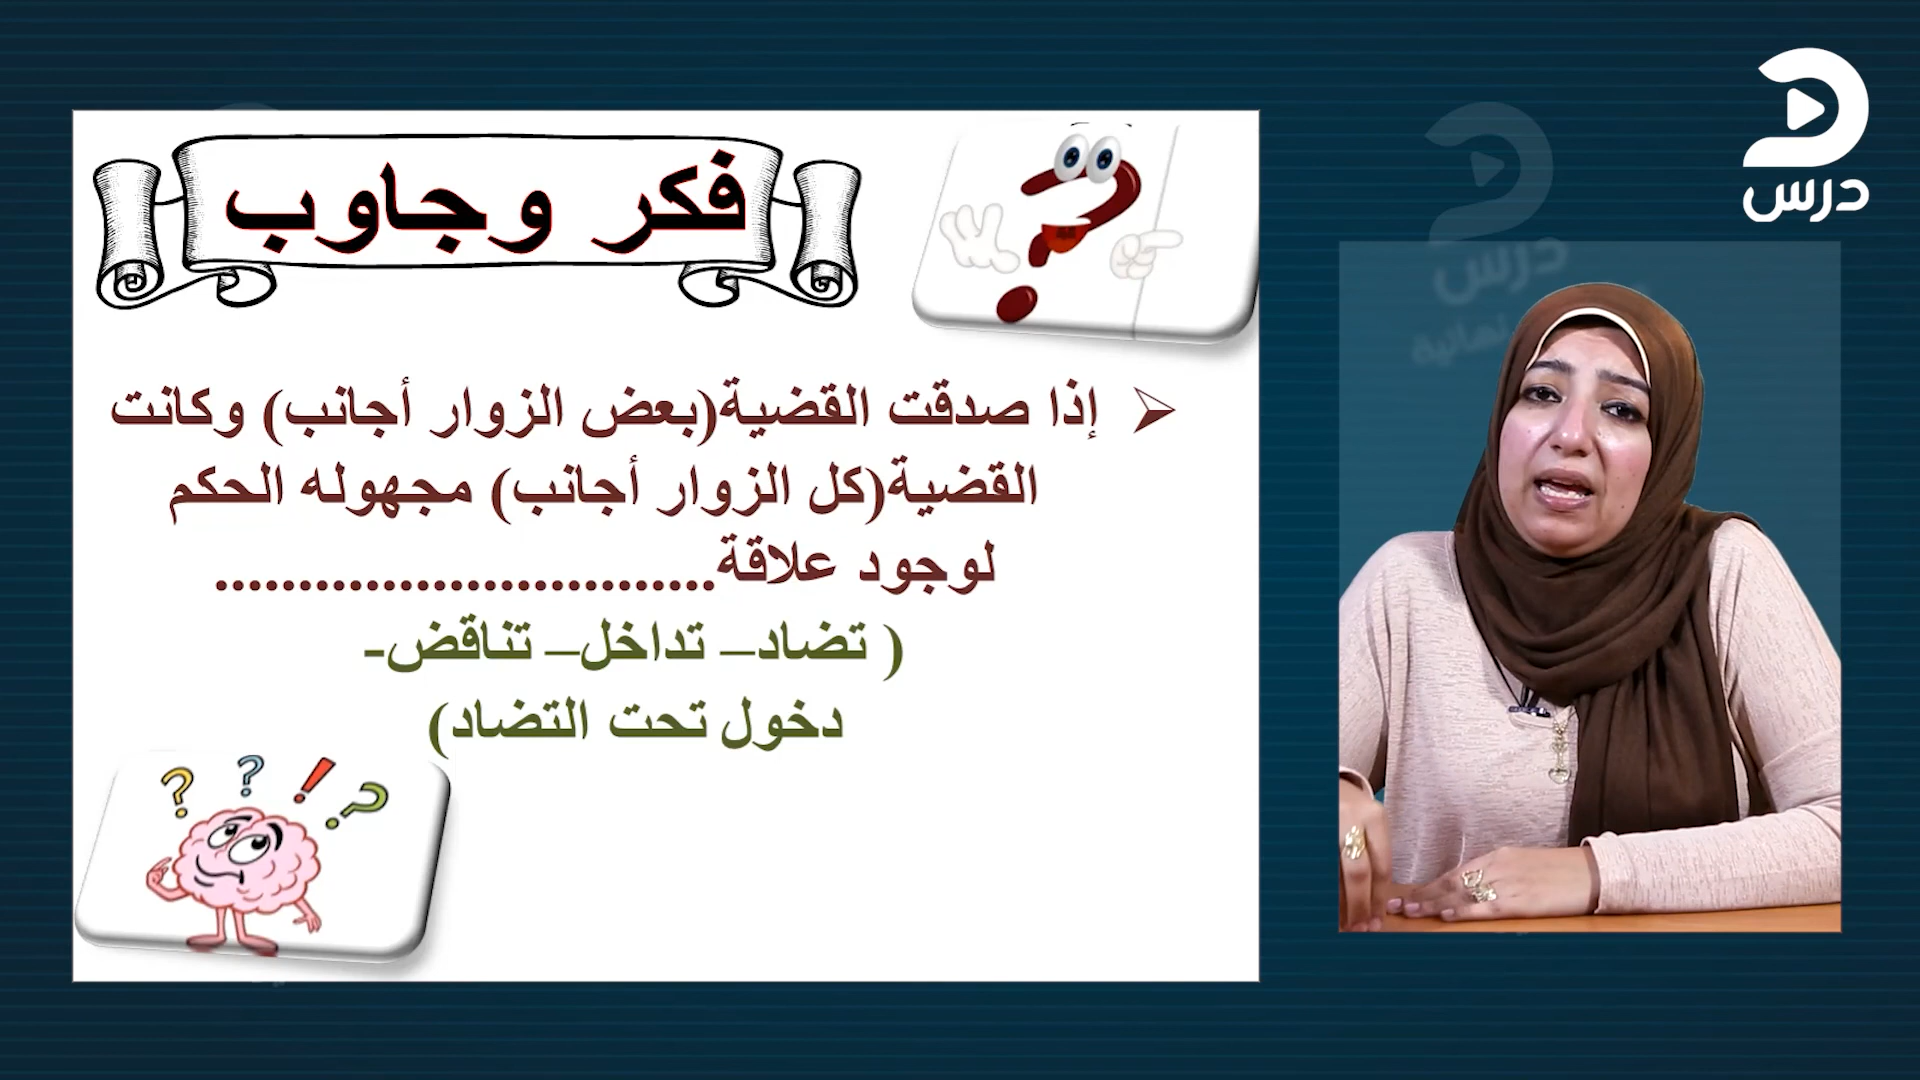 درس
فكر وجاوب
إذا صدقت القضية(بعض الزوار أجانب) وكانت
القضية(كل الزوار أجانب) مجهوله الحكم
لوجود علاقة..............................
( تضاد– تداخل– تناقض-
دخول تحت التضاد)
درس